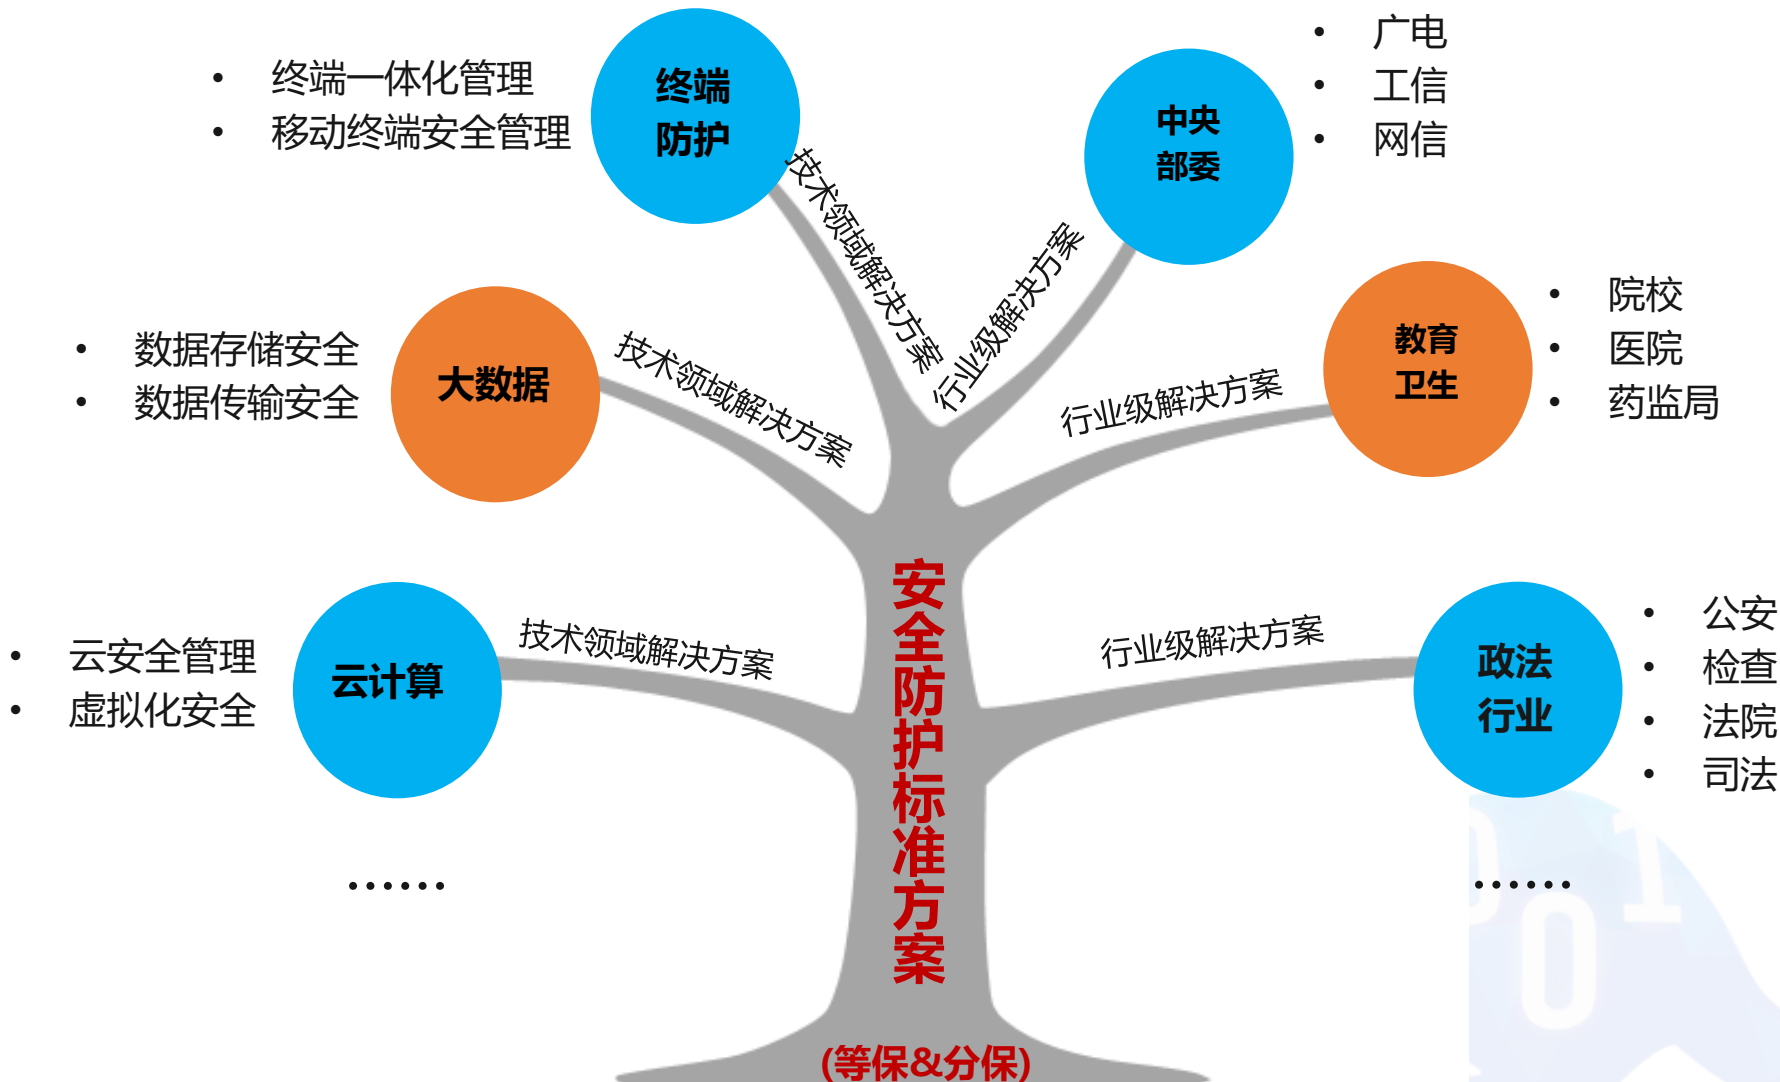 终端一体化管理
移动终端安全管理
终端
防护
技术领域解决方案
中央
部委
广电
工信
网信
行业级解决方案
数据存储安全
数据传输安全
大数据
技术领域解决方案
教育
卫生
院校
医院
药监局
行业级解决方案
云安全管理
虚拟化安全
云计算
技术领域解决方案
政法
行业
公安
检查
法院
司法
行业级解决方案
……
……
安全防护标准方案
(等保&分保)
0
1
0